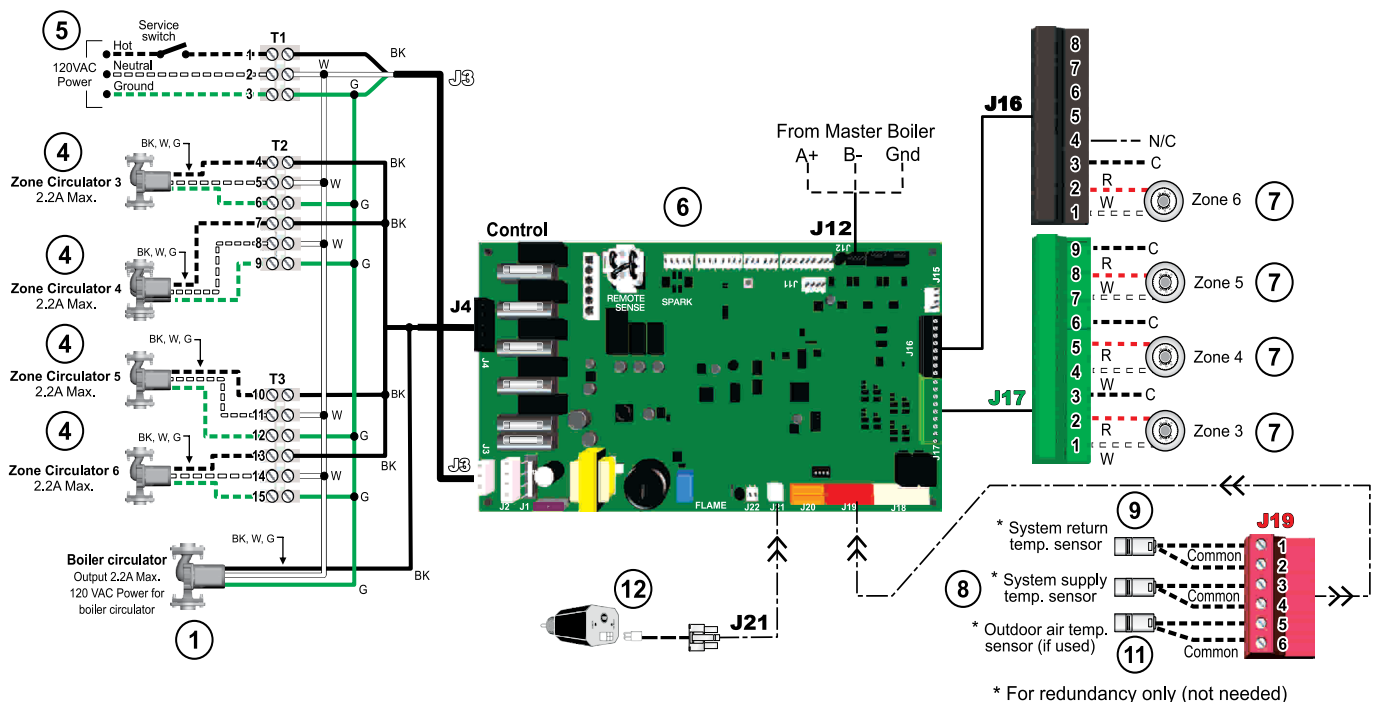 5
Service
switch
Hot
120VAC
Power
Neutral
Ground
T1
1
2
3
BK
W
G
J3
4
Zone Circulator 3
2.2A Max.
BK, W, G
T2
4
5
6
7
8
9
BK
W
G
BK
W
G
4
Zone Circulator 4
2.2A Max.
BK, W, G
4
Zone Circulator 5
2.2A Max.
BK, W, G
T3
10
11
12
13
14
15
BK
W
G
BK
W
G
4
Zone Circulator 6
2.2A Max.
BK, W, G
Boiler circulator
Output 2.2A Max.
120 VAC Power for
boiler circulator
BK, W, G
BK
G
1
Control
6
J4
J3
From Master Boiler
A+ B- Gnd
J12
J12
J11
J15
J16
J17
J4
J3
REMOTE
SENSE
SPARK
J2 J1
FLAME
J22 J21 J20 J19 J18
12
J21
J16
8
7
6
5
4
3
2
1
N/C
C
R
W
Zone 6
7
J17
9
8
7
6
5
4
3
2
1
C
R
W
Zone 5
7
C
R
W
Zone 4
7
C
R
W
Zone 3
7
9
* System return
temp. sensor
Common
8
* System supply
temp. sensor
Common
* Outdoor air temp.
sensor (if used)
Common
11
J19
1
2
3
4
5
6
* For redundancy only (not needed)